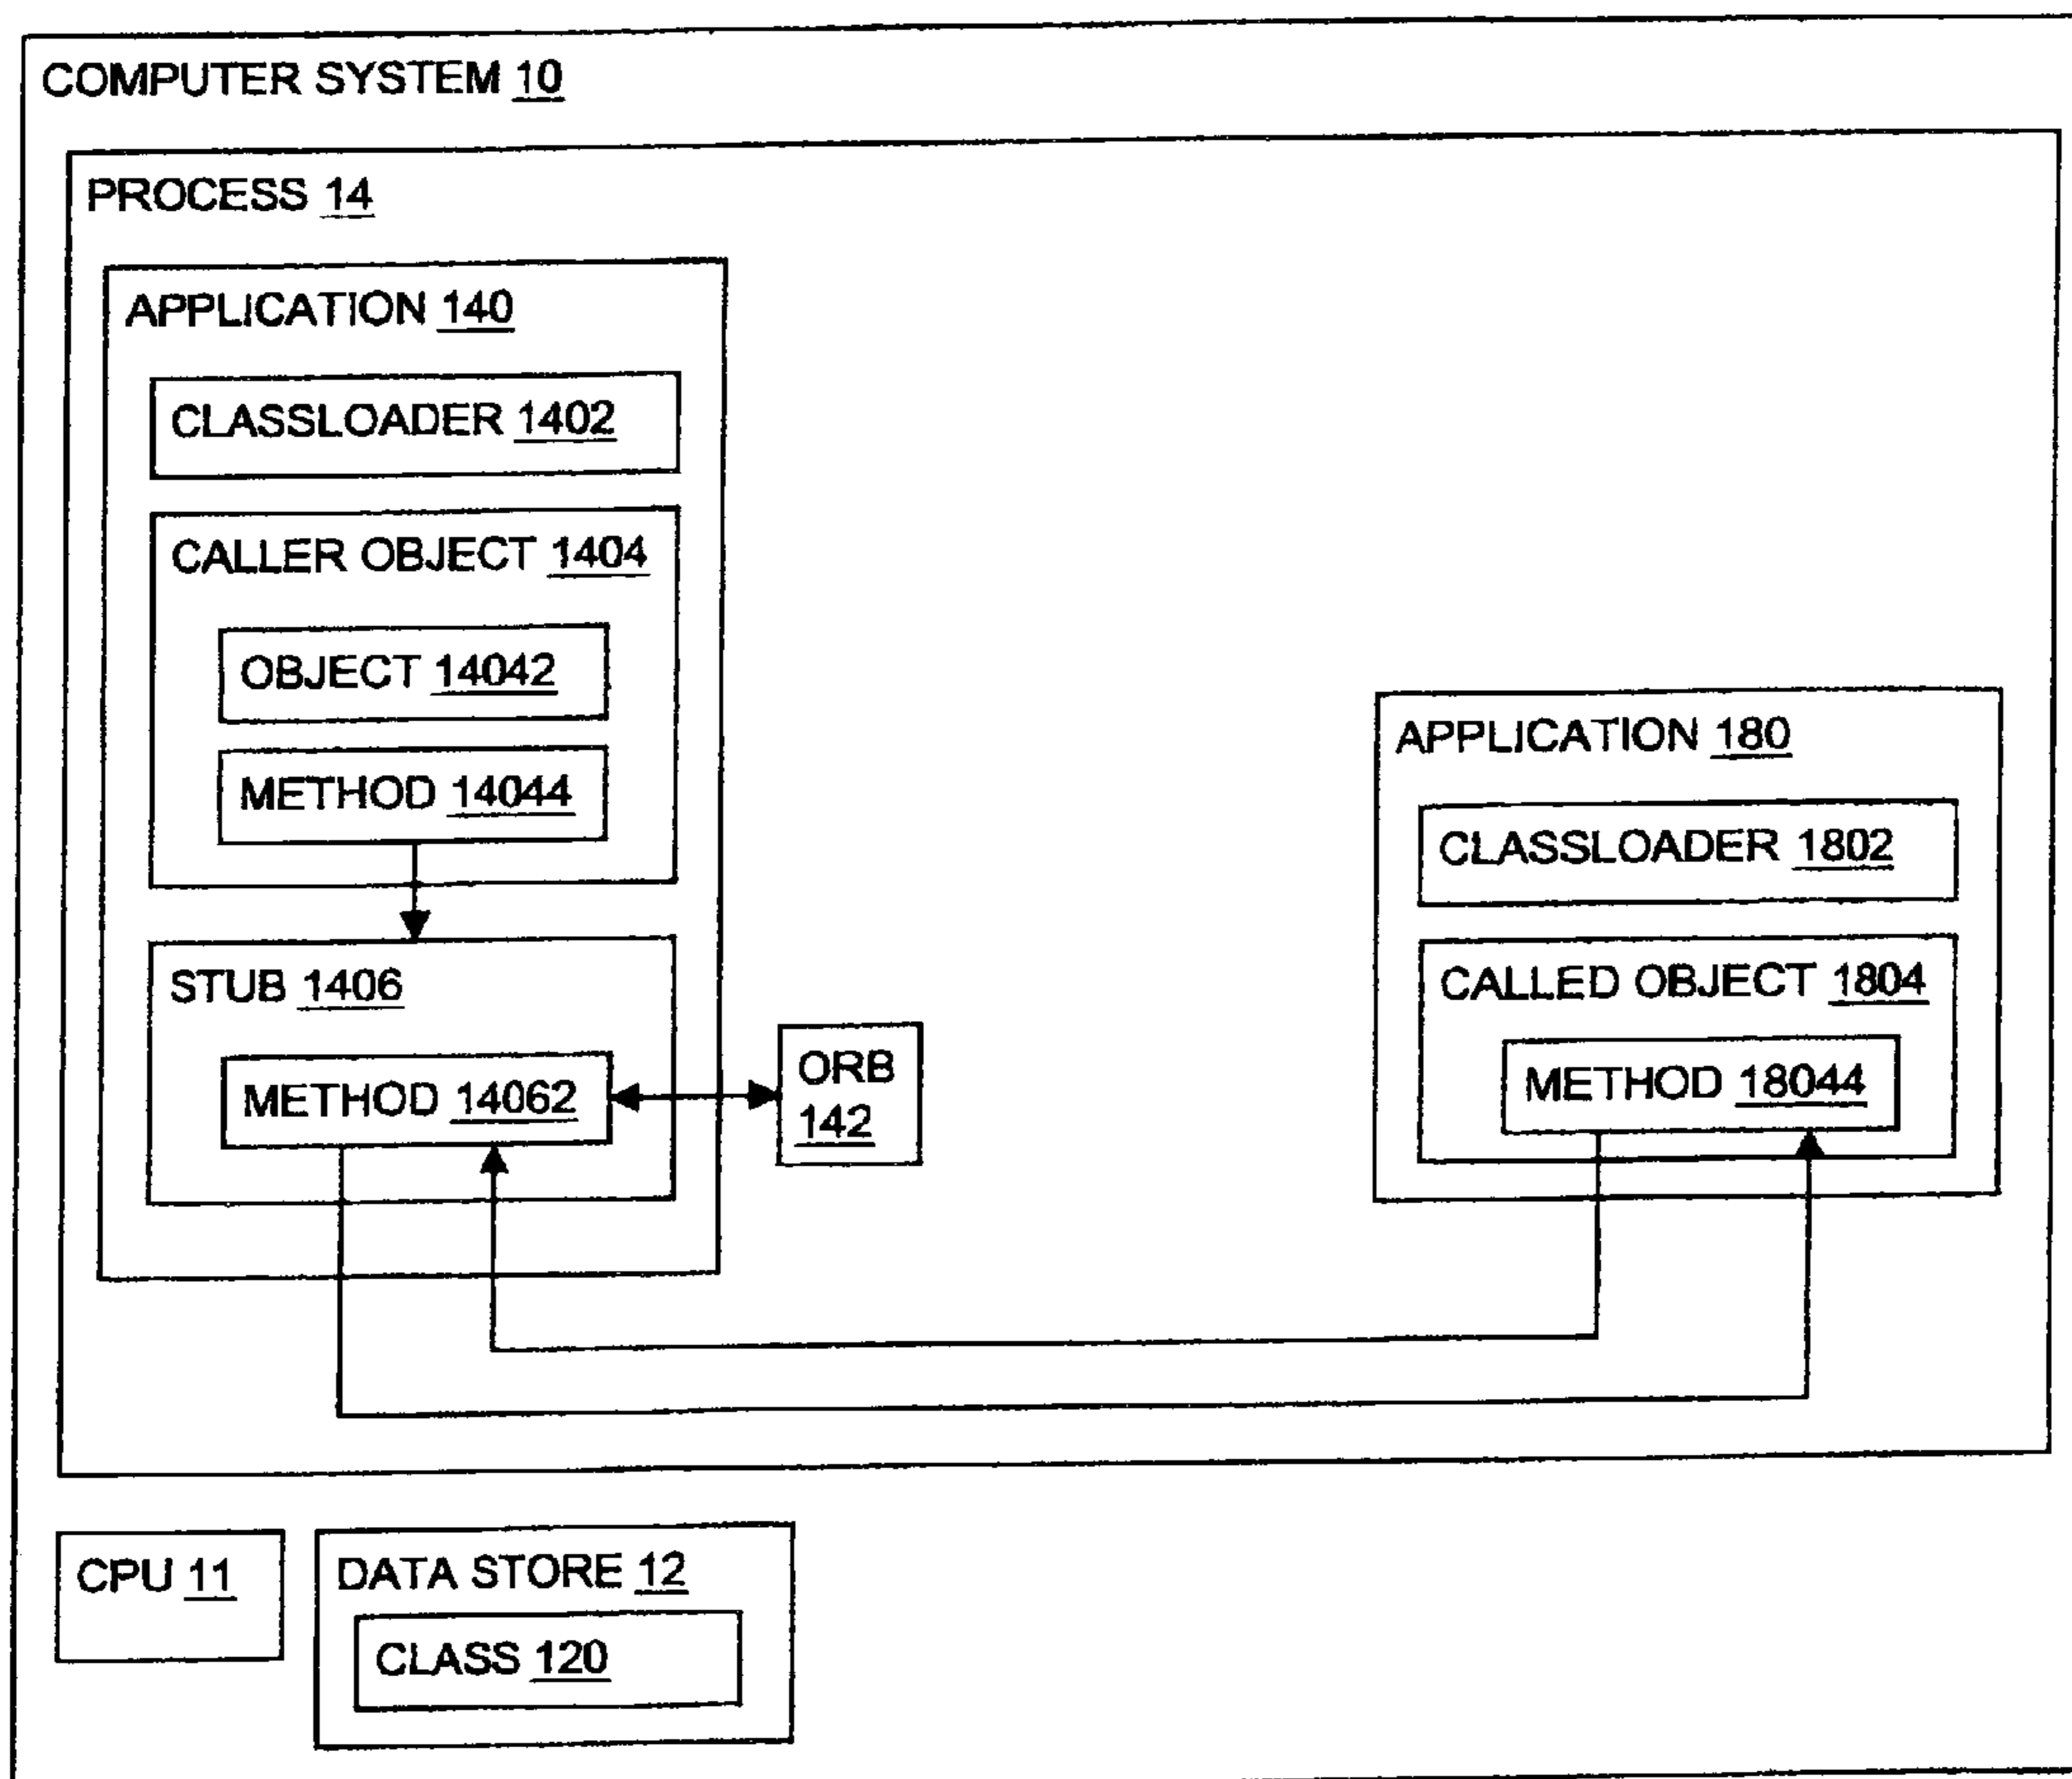 COMPUTER SYSTEM 10
PROCESS 14
APPLICATION 140
CLASSLOADER 1402
CALLER OBJECT 1404
OBJECT 14042
METHOD 14044
STUB 1406
METHOD 14062
ORB
142
APPLICATION 180
CLASSLOADER 1802
CALLED OBJECT 1804
METHOD 18044
CPU 11
DATA STORE 12
CLASS 120